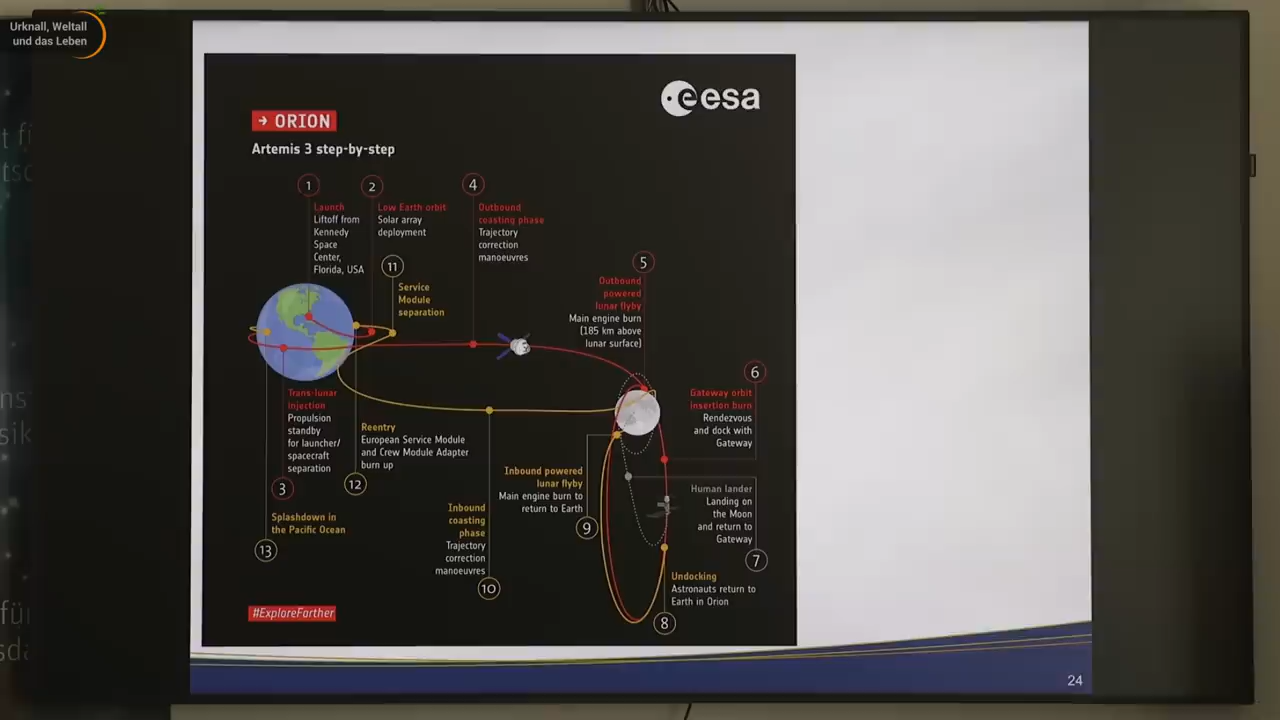 Urknall, Weltall
und das Leben
esa
→ ORION
Artemis 3 step-by-step
1
Launch
Liftoff from
Kennedy
Space
Center,
Florida, USA
2
Low Earth orbit
Solar array
deployment
4
Outbound
coasting phase
Trajectory
correction
manoeuvres
11
Service
Module
separation
5
Outbound
powered
lunar flyby
Main engine burn
(185 km above
lunar surface)
6
Gateway orbit
insertion burn
Rendezvous
and dock with
Gateway
Trans-lunar
injection
Propulsion
standby
for launcher/
spacecraft
separation
3
Reentry
European Service Module
and Crew Module Adapter
burn up
12
Splashdown in
the Pacific Ocean
13
Inbound
coasting
phase
Trajectory
correction
manoeuvres
10
Inbound powered
lunar flyby
Main engine burn to
return to Earth
9
Human lander
Landing on
the Moon
and return to
Gateway
7
Undocking
Astronauts return to
Earth in Orion
8
#ExploreFarther
24